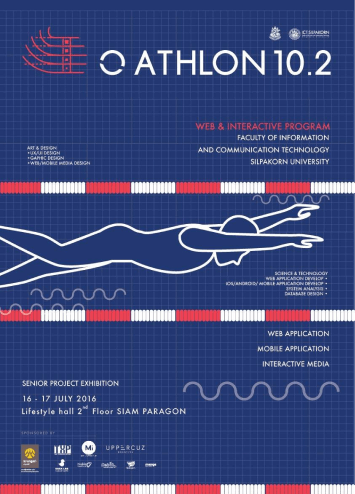 ICT SILPAKORN
ATHLON 10.2
WEB & INTERACTIVE PROGRAM
FACULTY OF INFORMATION
AND COMMUNICATION TECHNOLOGY
SILPAKORN UNIVERSITY
ART & DESIGN
•UX/UI DESIGN
•GAPHIC DESIGN
•WEB/MOBILE MEDIA DESIGN
SCIENCE & TECHNOLOGY
WEB APPLICATION DEVELOP •
IOS/ANDROID/ MOBILE APPLICATION DEVELOP •
SYSTEM ANALYSIS •
DATABASE DESIGN •
WEB APPLICATION
MOBILE APPLICATION
INTERACTIVE MEDIA
SENIOR PROJECT EXHIBITION
16 - 17 JULY 2016
Lifestyle hall 2nd Floor SIAM PARAGON
SPONSORED BY
Mi
UPPERCUZ